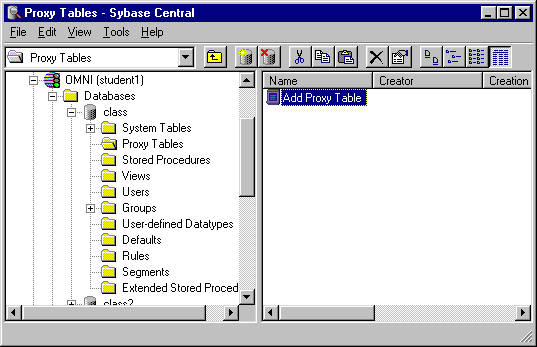 Proxy Tables - Sybase Central
File Edit View Tools Help
Proxy Tables
OMNI (student1)
Databases
class
System Tables
Proxy Tables
Stored Procedures
Views
Users
Groups
User-defined Datatypes
Defaults
Rules
Segments
Extended Stored Proced
class2
Name Creator Creation
Add Proxy Table